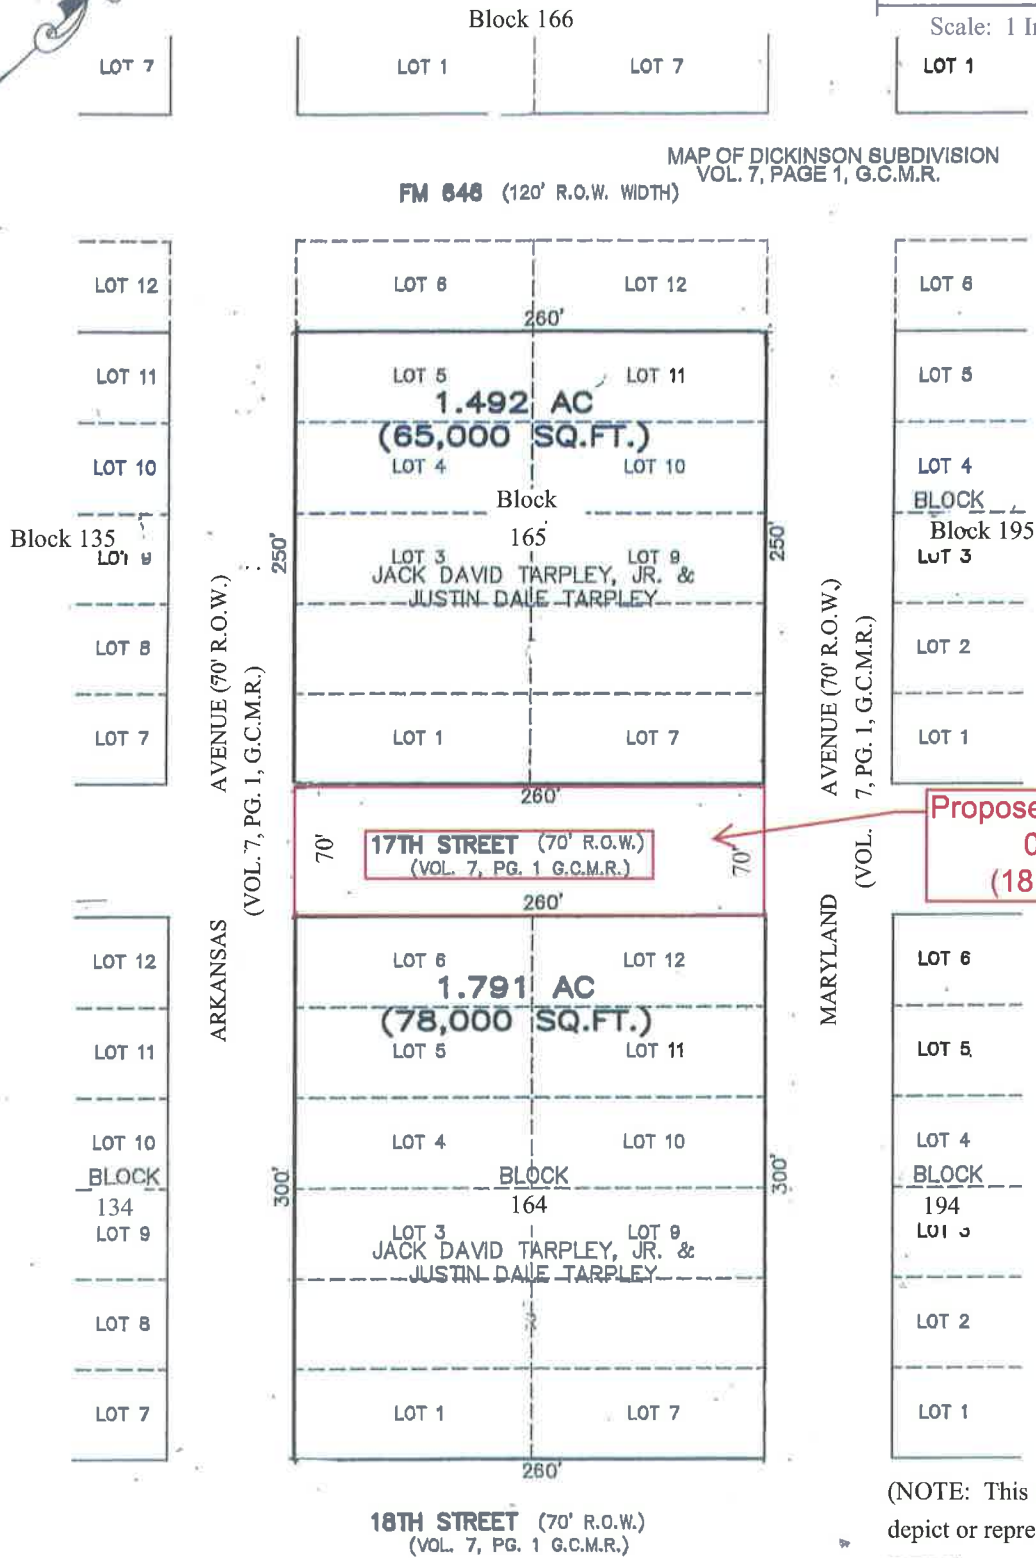 Block 166
Scale: 1
LOT 7
LOT 1
LOT 7
LOT 1
MAP OF DICKINSON SUBDIVISION
VOL. 7, PAGE 1, G.C.M.R.
FM 646 (120' R.O.W. WIDTH)
LOT 12
LOT 6
LOT 12
LOT 6
260'
LOT 11
LOT 5
LOT 11
LOT 5
1.492 AC
(65,000 SQ.FT.)
LOT 10
LOT 4
LOT 10
LOT 4
Block
BLOCK
Block 135
165
Block 195
250'
250'
LOT 9
LOT 3
LOT 9
LOT 3
JACK DAVID TARPLEY, JR. &
JUSTIN DALE TARPLEY
LOT 8
LOT 2
LOT 7
LOT 1
LOT 7
LOT 1
ARKANSAS AVENUE (70' R.O.W.)
(VOL. 7, PG. 1, G.C.M.R.)
MARYLAND AVENUE (70' R.O.W.)
(VOL. 7, PG. 1, G.C.M.R.)
260'
70'
17TH STREET (70' R.O.W.)
(VOL. 7, PG. 1 G.C.M.R.)
70'
Propose
0
(18
260'
LOT 12
LOT 6
LOT 12
LOT 6
1.791 AC
(78,000 SQ.FT.)
LOT 11
LOT 5
LOT 11
LOT 5
LOT 10
LOT 4
LOT 10
LOT 4
BLOCK
BLOCK
BLOCK
134
164
194
300'
300'
LOT 9
LOT 3
LOT 9
LOT 3
JACK DAVID TARPLEY, JR. &
JUSTIN DALE TARPLEY
LOT 8
LOT 2
LOT 7
LOT 1
LOT 7
LOT 1
260'
18TH STREET (70' R.O.W.)
(VOL. 7, PG. 1 G.C.M.R.)
(NOTE: This
depict or repre